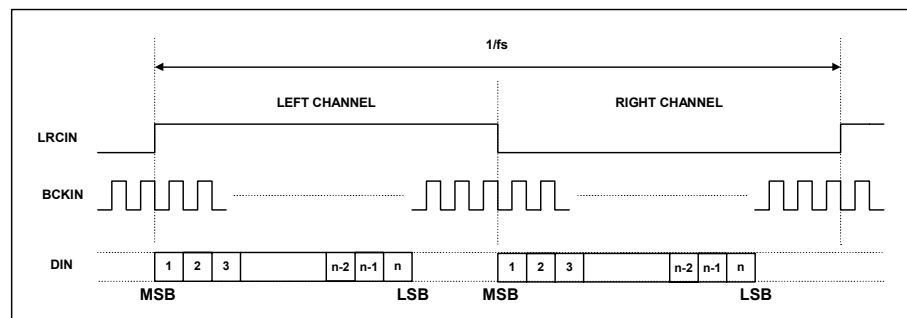 1/fs
LEFT CHANNEL RIGHT CHANNEL
LRCIN
BCKIN
DIN 1 2 3 n-2 n-1 n 1 2 3 n-2 n-1 n
MSB LSB MSB LSB